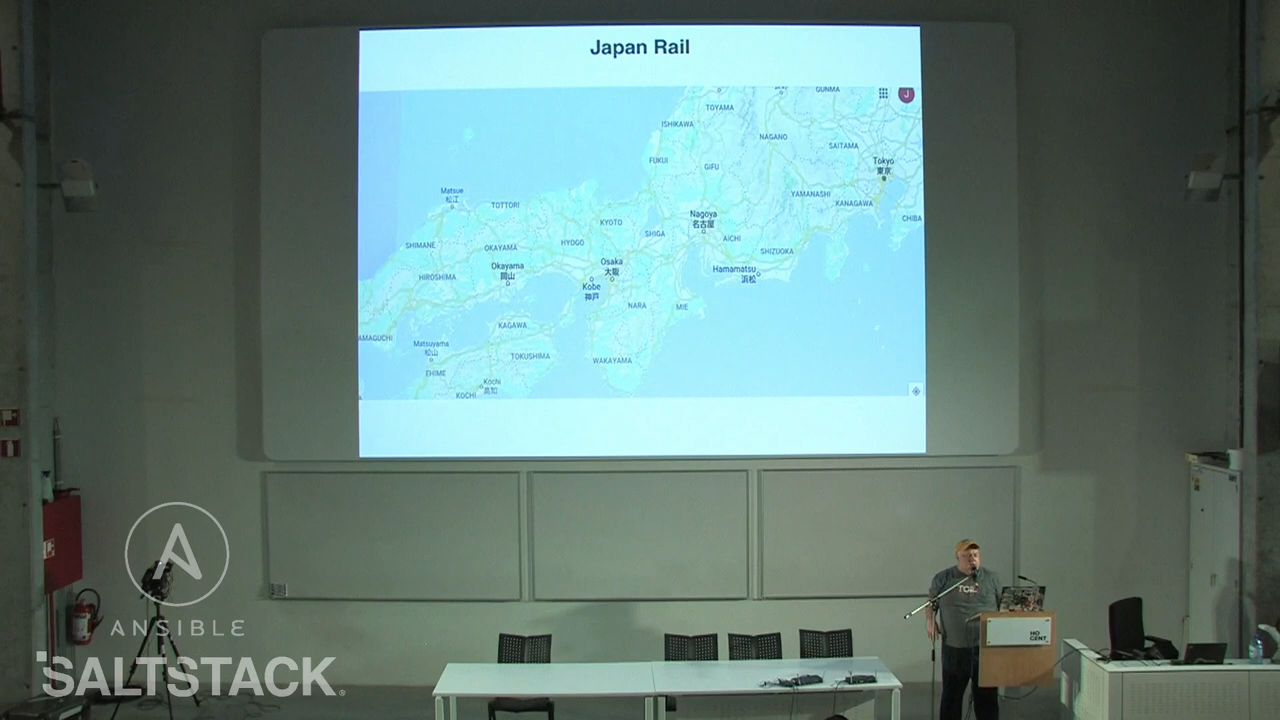 Japan Rail
GUNMA
J
TOYAMA
ISHIKAWA
NAGANO
SAITAMA
FUKUI
GIFU
Tokyo
東京
Matsue
松江
TOTTORI
YAMANASHI
KANAGAWA
CHIBA
KYOTO
Nagoya
名古屋
SHIGA
AICHI
SHIMANE
OKAYAMA
HYOGO
SHIZUOKA
Okayama
岡山
Osaka
大阪
Hamamatsu
浜松
HIROSHIMA
Kobe
神戸
NARA
MIE
KAGAWA
AMAGUCHI
Matsuyama
松山
TOKUSHIMA
WAKAYAMA
EHIME
Kochi
高知
KOCHI
HO
GENT
ANSIBLE
SALTSTACK